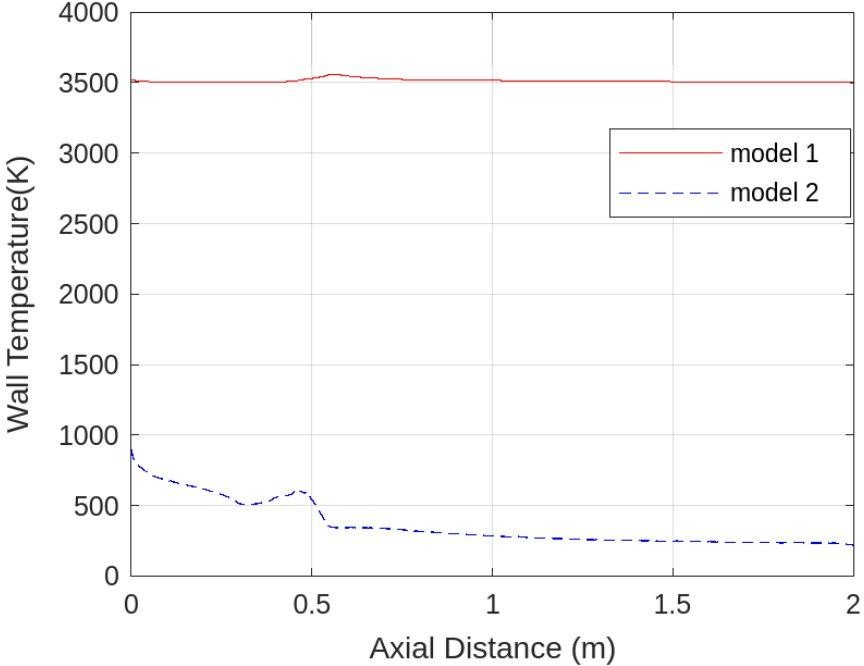 4000
3500
3000
2500
2000
1500
1000
500
0
Wall Temperature(K)
model 1
model 2
0 0.5 1 1.5 2
Axial Distance (m)